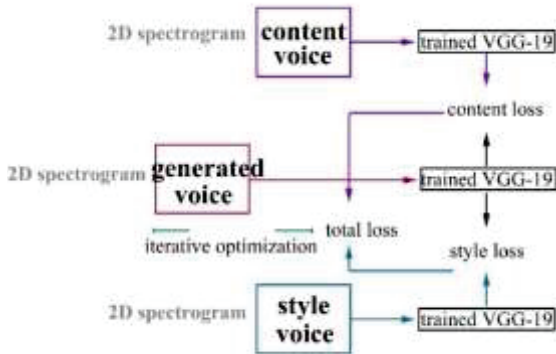 2D spectrogram
content
voice
trained VGG-19
content loss
2D spectrogram
generated
voice
trained VGG-19
total loss
iterative optimization
style loss
2D spectrogram
style
voice
trained VGG-19